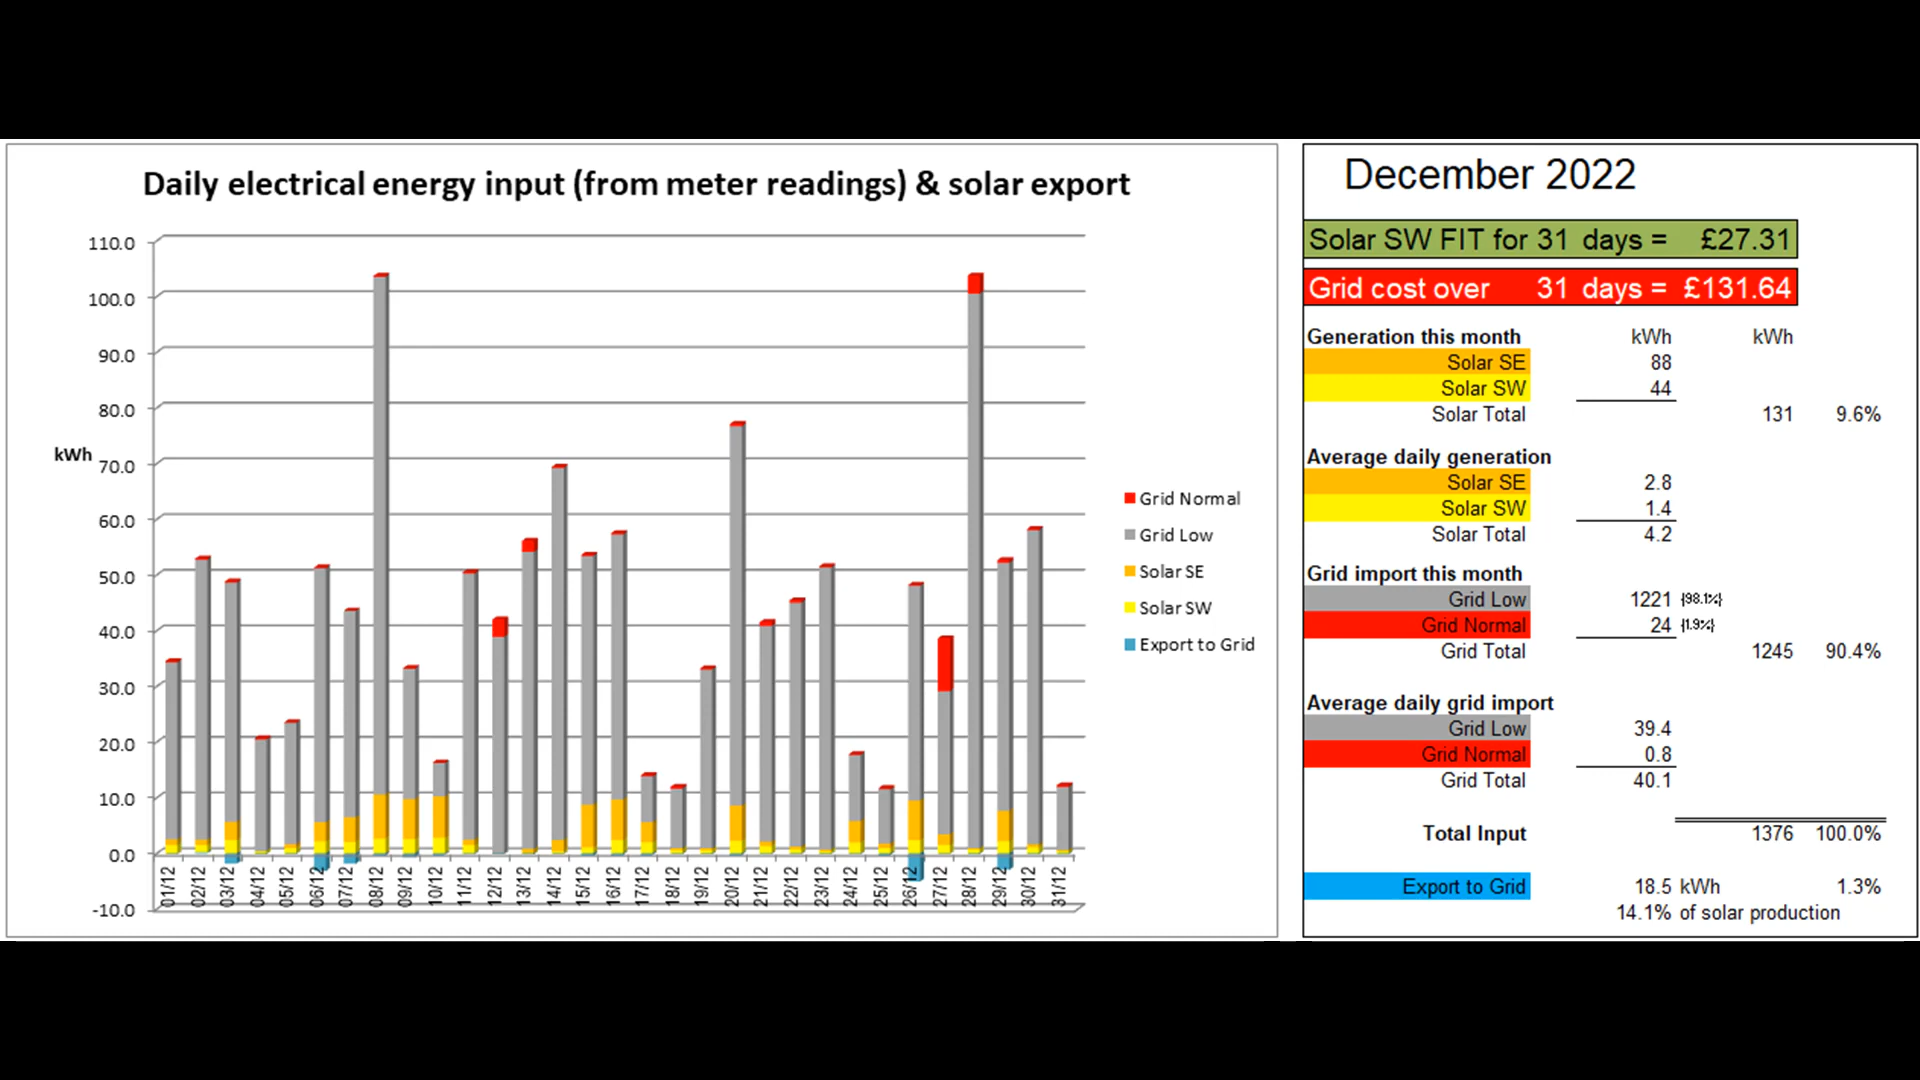 Daily electrical energy input (from meter readings) & solar export
110.0
100.0
90.0
80.0
kWh
70.0
60.0
50.0
40.0
30.0
20.0
10.0
0.0
-10.0
01/12 02/12 03/12 04/12 05/12 06/12 07/12 08/12 09/12 10/12 11/12 12/12 13/12 14/12 15/12 16/12 17/12 18/12 19/12 20/12 21/12 22/12 23/12 24/12 25/12 26/12 27/12 28/12 29/12 30/12 31/12
Grid Normal
Grid Low
Solar SE
Solar SW
Export to Grid
December 2022
Solar SW FIT for 31 days = £27.31
Grid cost over 31 days = £131.64
Generation this month kWh kWh
Solar SE 88
Solar SW 44
Solar Total 131 9.6%
Average daily generation
Solar SE 2.8
Solar SW 1.4
Solar Total 4.2
Grid import this month
Grid Low 1221 (98.1%)
Grid Normal 24 (1.9%)
Grid Total 1245 90.4%
Average daily grid import
Grid Low 39.4
Grid Normal 0.8
Grid Total 40.1
Total Input 1376 100.0%
Export to Grid 18.5 kWh 1.3%
14.1% of solar production